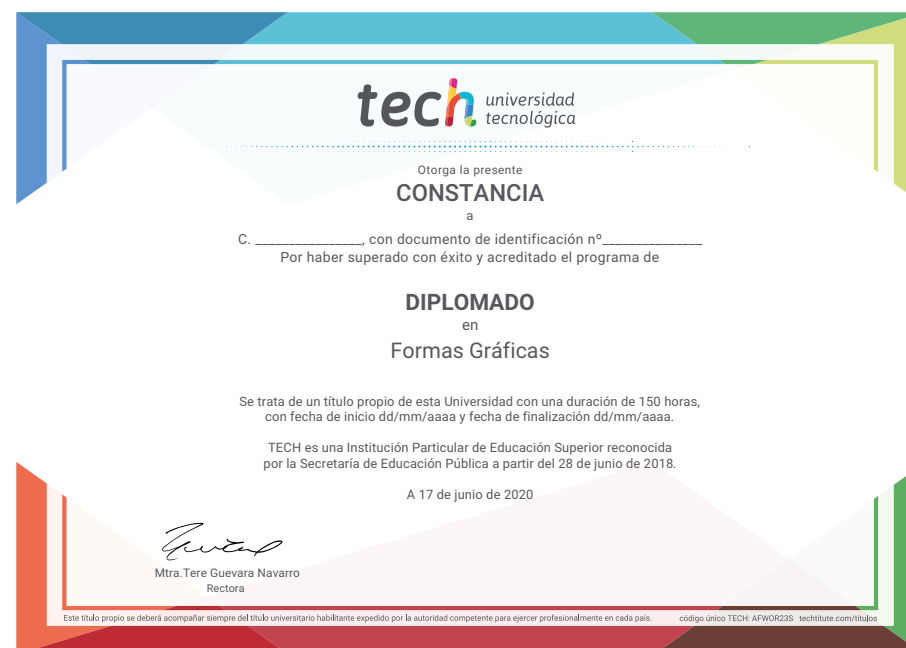 tech universidad
tecnológica
Otorga la presente
CONSTANCIA
a
C. ________________, con documento de identificación nº_______________
Por haber superado con éxito y acreditado el programa de
DIPLOMADO
en
Formas Gráficas
Se trata de un título propio de esta Universidad con una duración de 150 horas,
con fecha de inicio dd/mm/aaaa y fecha de finalización dd/mm/aaaa.
TECH es una Institución Particular de Educación Superior reconocida
por la Secretaría de Educación Pública a partir del 28 de junio de 2018.
A 17 de junio de 2020
Mtra.Tere Guevara Navarro
Rectora
Este título propio se deberá acompañar siempre del título universitario habilitante expedido por la autoridad competente para ejercer profesionalmente en cada país. código único TECH: AFWOR23S techtitute.com/titulos